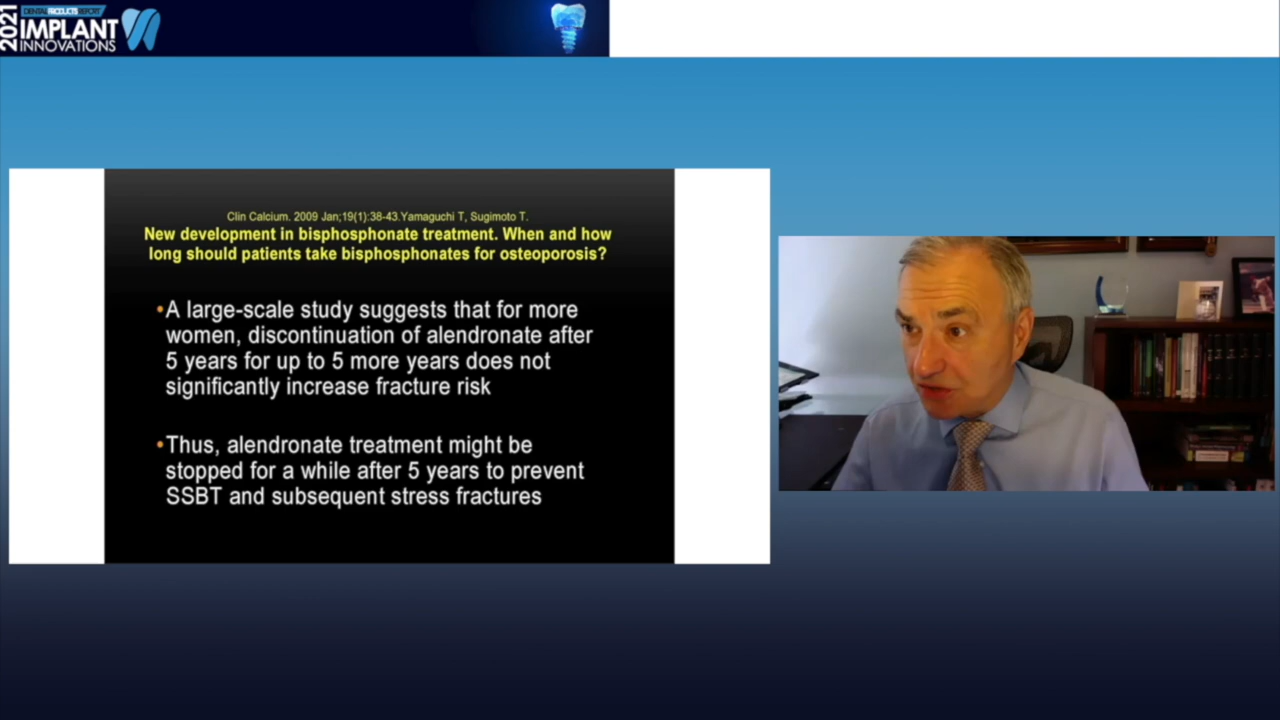 2021
DENTAL PRODUCTS REPORT
IMPLANT
INNOVATIONS
Clin Calcium. 2009 Jan;19(1):38-43.Yamaguchi T, Sugimoto T.
New development in bisphosphonate treatment. When and how
long should patients take bisphosphonates for osteoporosis?
•A large-scale study suggests that for more
women, discontinuation of alendronate after
5 years for up to 5 more years does not
significantly increase fracture risk
•Thus, alendronate treatment might be
stopped for a while after 5 years to prevent
SSBT and subsequent stress fractures